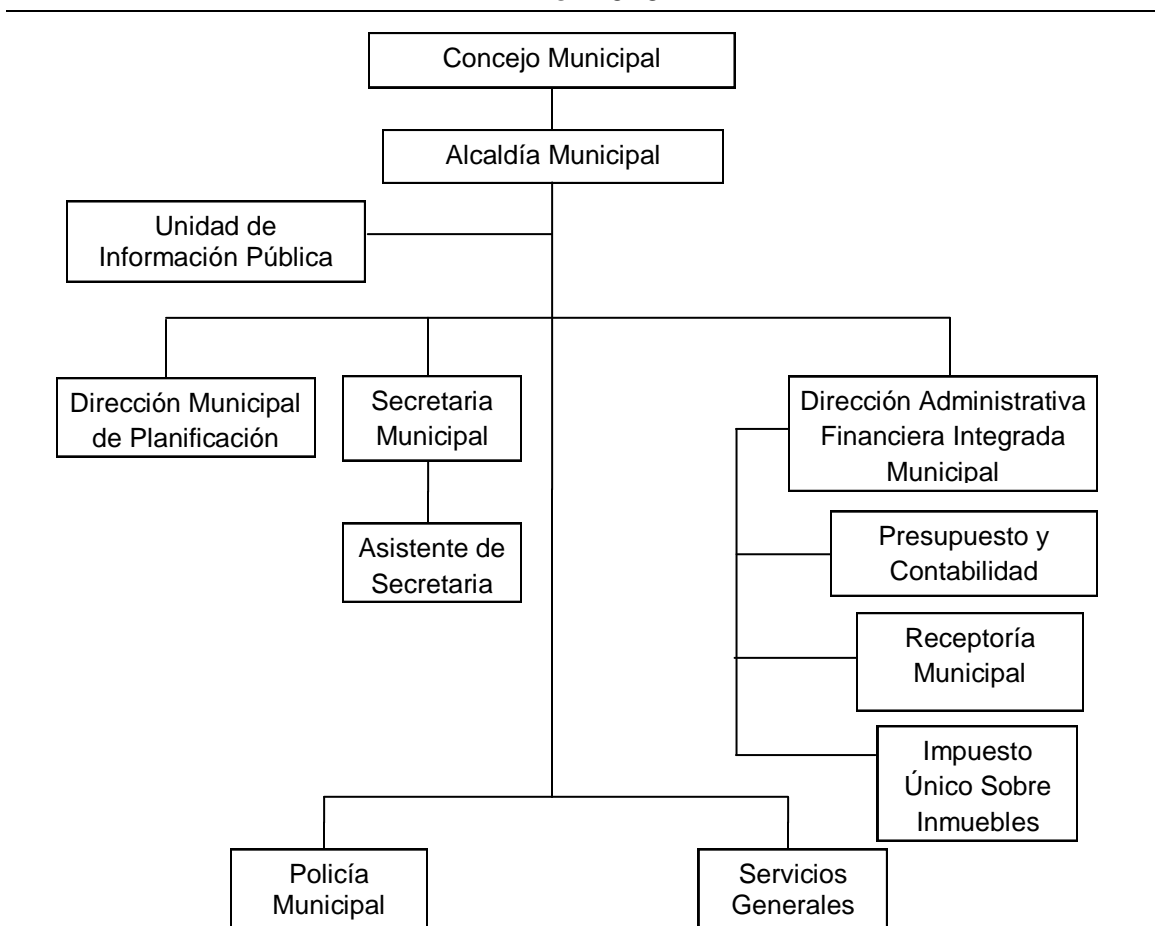 Concejo Municipal
Alcaldía Municipal
Unidad de
Información Pública
Dirección Municipal
de Planificación
Secretaria
Municipal
Asistente de
Secretaria
Dirección Administrativa
Financiera Integrada
Municipal
Presupuesto y
Contabilidad
Receptoría
Municipal
Impuesto
Único Sobre
Inmuebles
Policía
Municipal
Servicios
Generales